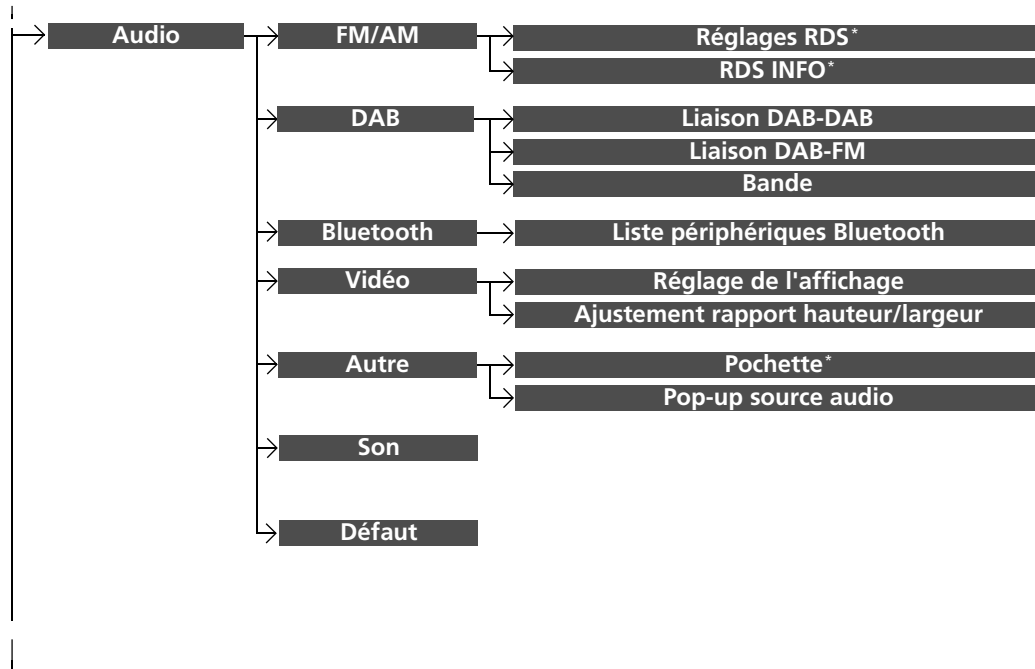 Audio
FM/AM
Réglages RDS*
RDS INFO*
DAB
Liaison DAB-DAB
Liaison DAB-FM
Bande
Bluetooth
Liste périphériques Bluetooth
Vidéo
Réglage de l'affichage
Ajustement rapport hauteur/largeur
Autre
Pochette*
Pop-up source audio
Son
Défaut